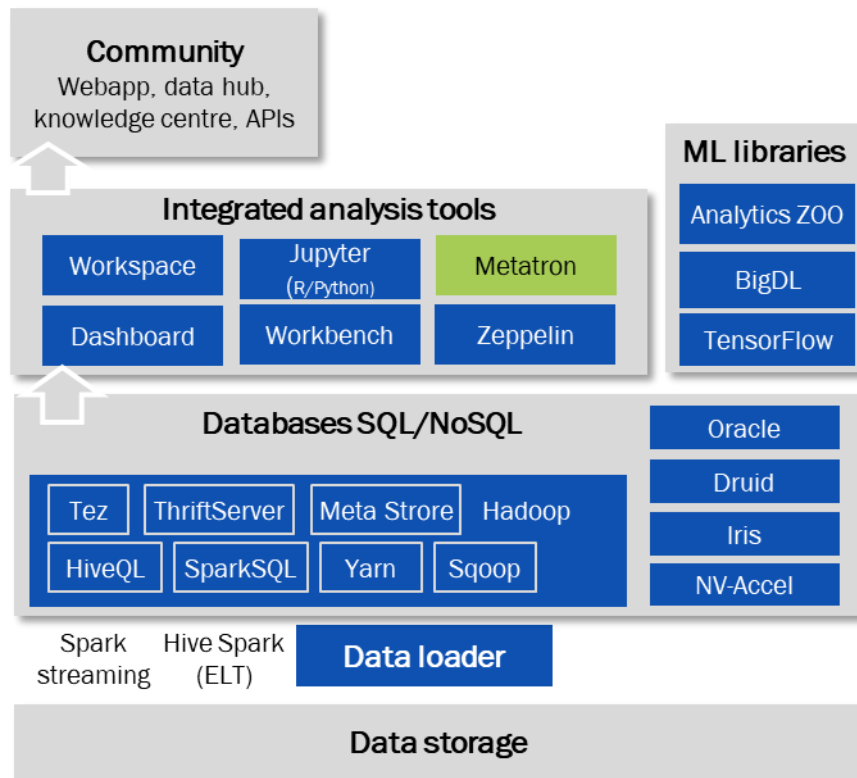 Community
Webapp, data hub,
knowledge centre, APIs
ML libraries
Analytics ZOO
BigDL
TensorFlow
Integrated analysis tools
Workspace
Jupyter
(R/Python)
Metatron
Dashboard
Workbench
Zeppelin
Databases SQL/NoSQL
Tez
ThriftServer
Meta Strore
Hadoop
HiveQL
SparkSQL
Yarn
Sqoop
Oracle
Druid
Iris
NV-Accel
Spark
streaming
Hive Spark
(ELT)
Data loader
Data storage